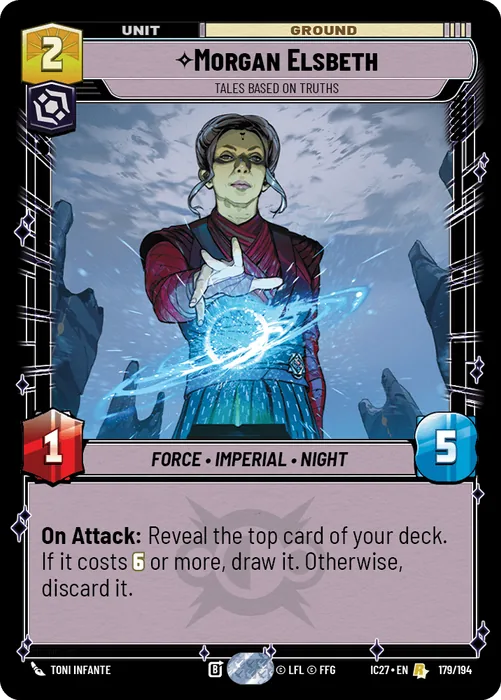 UNIT
GROUND
2
MORGAN ELSBETH
TALES BASED ON TRUTHS
1
FORCE • IMPERIAL • NIGHT
5
On Attack: Reveal the top card of your deck.
If it costs 6 or more, draw it. Otherwise,
discard it.
TONI INFANTE
B
© LFL © FFG
IC27 • EN
R
179/194